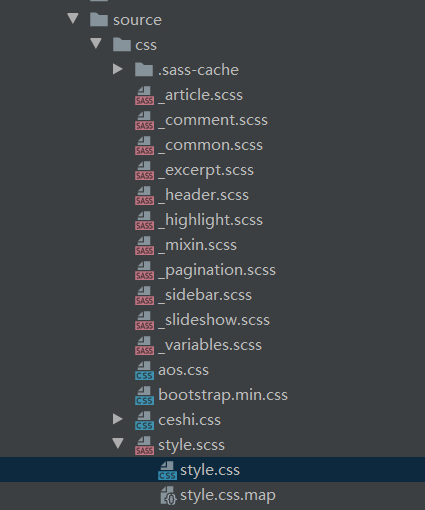 source
css
.sass-cache
_article.scss
_comment.scss
_common.scss
_excerpt.scss
_header.scss
_highlight.scss
_mixin.scss
_pagination.scss
_sidebar.scss
_slideshow.scss
_variables.scss
aos.css
bootstrap.min.css
ceshi.css
style.scss
style.css
style.css.map